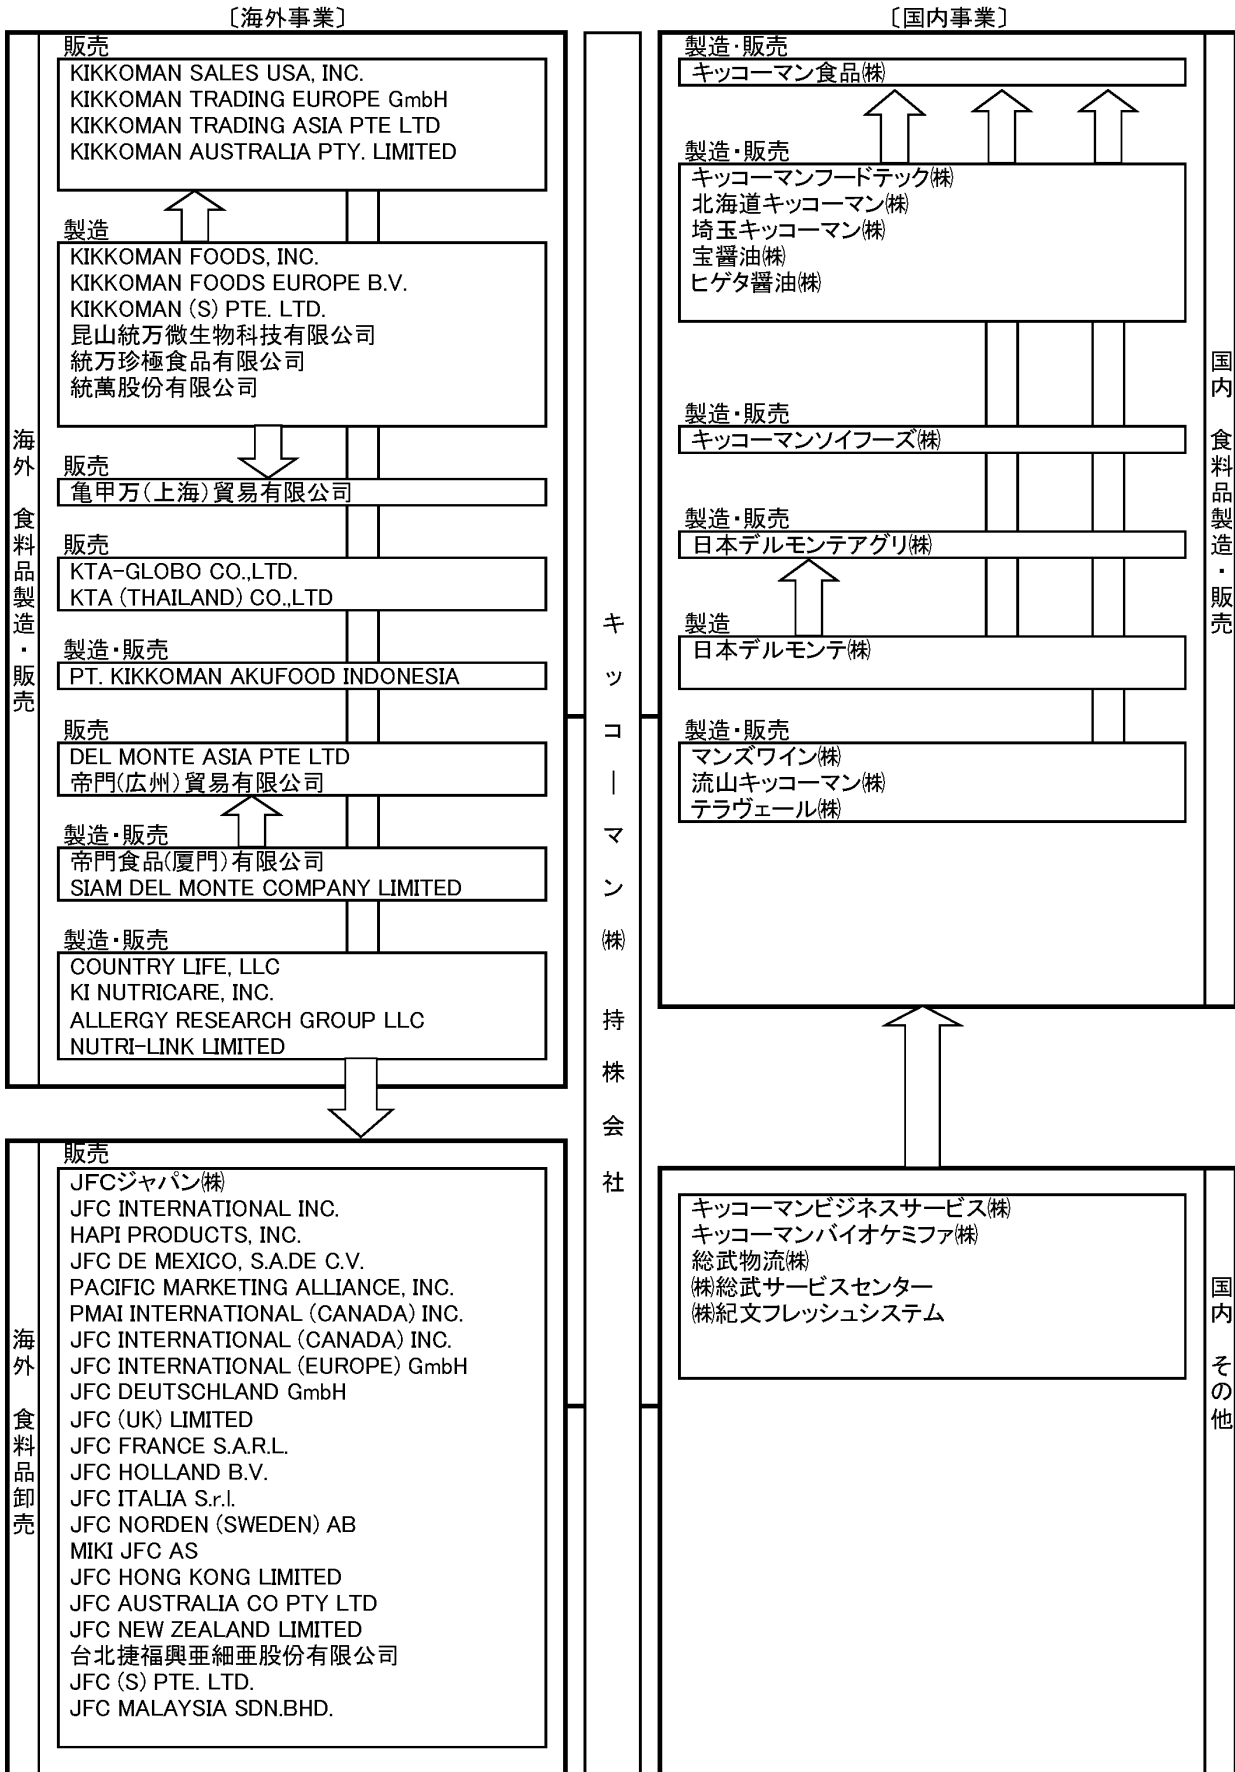 〔海外事業〕
海外 食料品製造・販売
販売
KIKKOMAN SALES USA, INC.
KIKKOMAN TRADING EUROPE GmbH
KIKKOMAN TRADING ASIA PTE LTD
KIKKOMAN AUSTRALIA PTY. LIMITED
製造
KIKKOMAN FOODS, INC.
KIKKOMAN FOODS EUROPE B.V.
KIKKOMAN (S) PTE. LTD.
昆山統万微生物科技有限公司
統万珍極食品有限公司
統萬股份有限公司
販売
亀甲万(上海)貿易有限公司
販売
KTA-GLOBO CO.,LTD.
KTA (THAILAND) CO.,LTD
製造・販売
PT. KIKKOMAN AKUFOOD INDONESIA
販売
DEL MONTE ASIA PTE LTD
帝門(広州)貿易有限公司
製造・販売
帝門食品(厦門)有限公司
SIAM DEL MONTE COMPANY LIMITED
製造・販売
COUNTRY LIFE, LLC
KI NUTRICARE, INC.
ALLERGY RESEARCH GROUP LLC
NUTRI-LINK LIMITED
海外 食料品卸売
販売
JFCジャパン㈱
JFC INTERNATIONAL INC.
HAPI PRODUCTS, INC.
JFC DE MEXICO, S.A.DE C.V.
PACIFIC MARKETING ALLIANCE, INC.
PMAI INTERNATIONAL (CANADA) INC.
JFC INTERNATIONAL (CANADA) INC.
JFC INTERNATIONAL (EUROPE) GmbH
JFC DEUTSCHLAND GmbH
JFC (UK) LIMITED
JFC FRANCE S.A.R.L.
JFC HOLLAND B.V.
JFC ITALIA S.r.l.
JFC NORDEN (SWEDEN) AB
MIKI JFC AS
JFC HONG KONG LIMITED
JFC AUSTRALIA CO PTY LTD
JFC NEW ZEALAND LIMITED
台北捷福興亜細亜股份有限公司
JFC (S) PTE. LTD.
JFC MALAYSIA SDN.BHD.
キッコーマン㈱ 持株会社
〔国内事業〕
製造・販売
キッコーマン食品㈱
製造・販売
キッコーマンフードテック㈱
北海道キッコーマン㈱
埼玉キッコーマン㈱
宝醤油㈱
ヒゲタ醤油㈱
製造・販売
キッコーマンソイフーズ㈱
製造・販売
日本デルモンテアグリ㈱
製造
日本デルモンテ㈱
製造・販売
マンズワイン㈱
流山キッコーマン㈱
テラヴェール㈱
国内 食料品製造・販売
キッコーマンビジネスサービス㈱
キッコーマンバイオケミファ㈱
総武物流㈱
㈱総武サービスセンター
㈱紀文フレッシュシステム
国内 その他